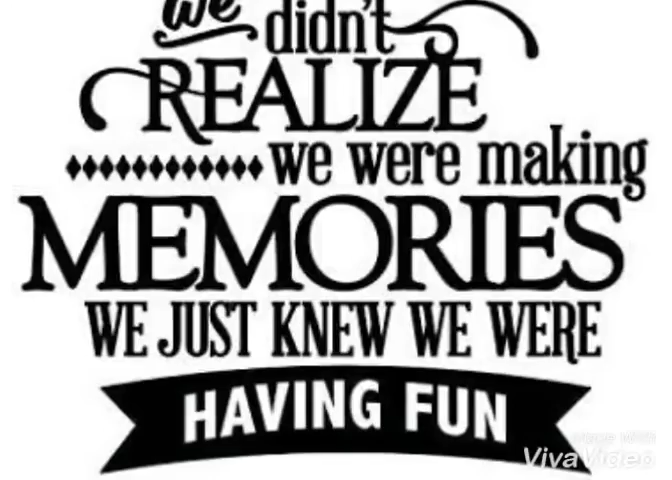 we didn't
REALIZE
we were making
MEMORIES
WE JUST KNEW WE WERE
HAVING FUN
VivaVideo